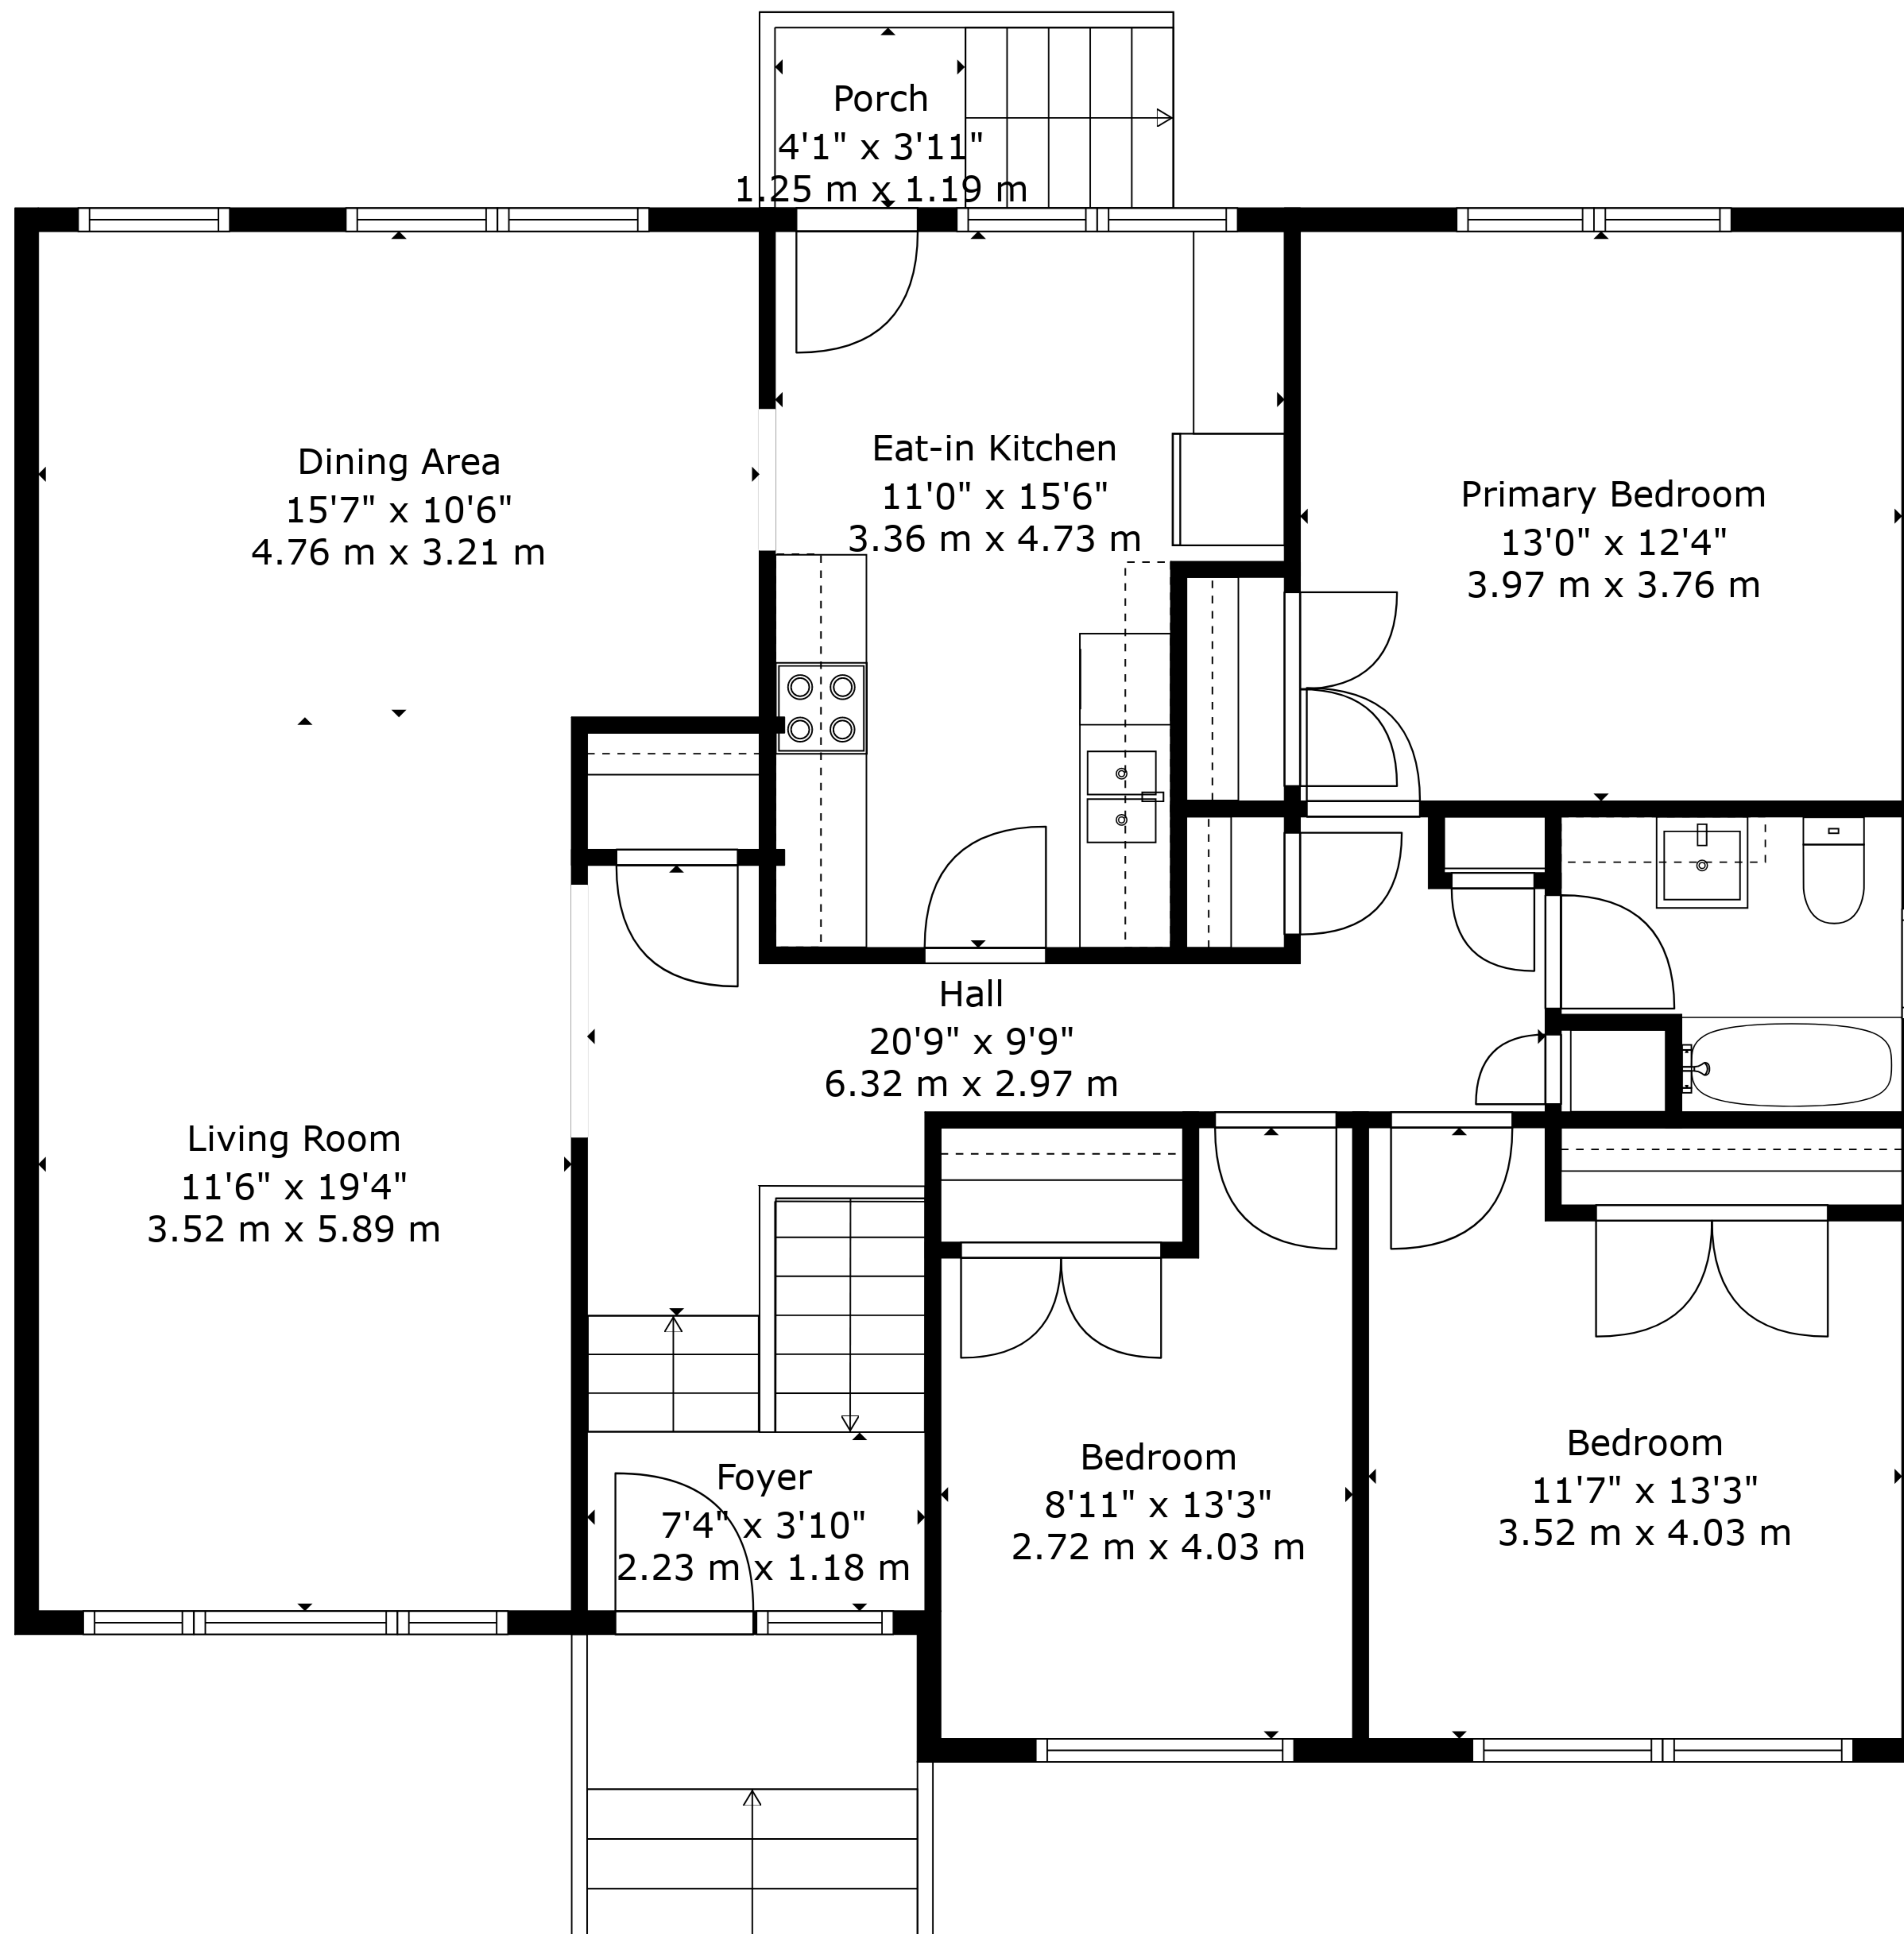 Porch
4'1" x 3'11"
1.25 m x 1.19 m
Dining Area
15'7" x 10'6"
4.76 m x 3.21 m
Eat-in Kitchen
11'0" x 15'6"
3.36 m x 4.73 m
Primary Bedroom
13'0" x 12'4"
3.97 m x 3.76 m
Hall
20'9" x 9'9"
6.32 m x 2.97 m
Living Room
11'6" x 19'4"
3.52 m x 5.89 m
Foyer
7'4" x 3'10"
2.23 m x 1.18 m
Bedroom
8'11" x 13'3"
2.72 m x 4.03 m
Bedroom
11'7" x 13'3"
3.52 m x 4.03 m